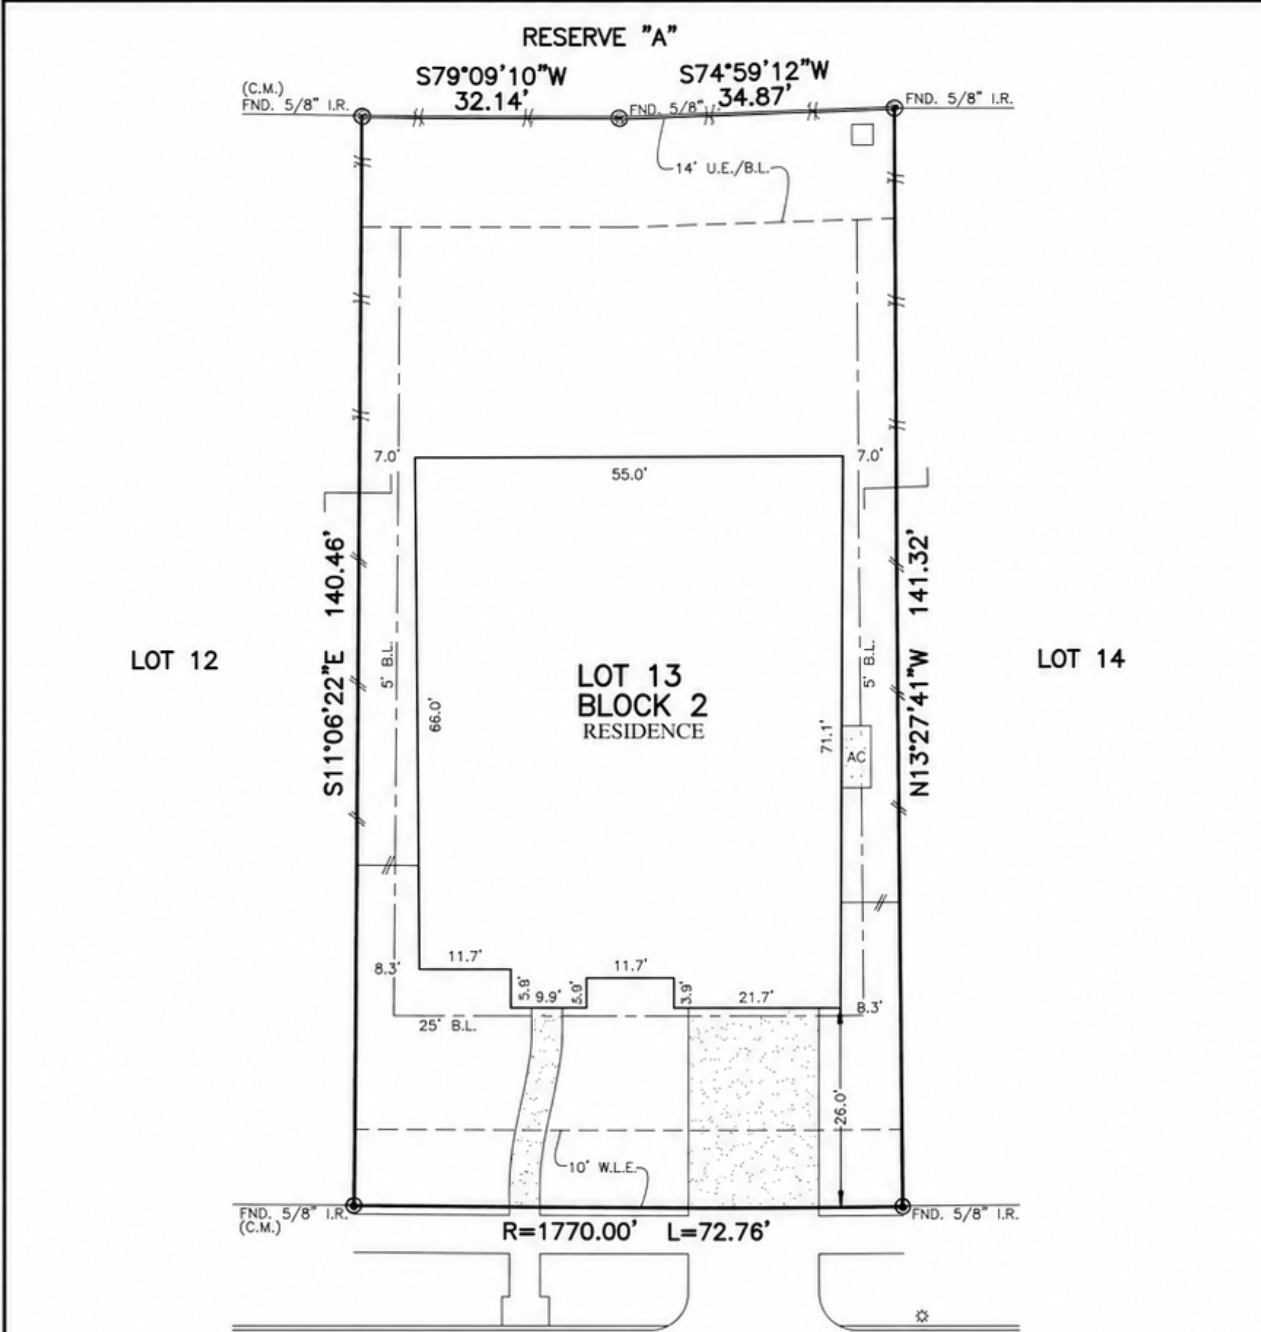 RESERVE "A"
S79°09'10"W
32.14'
S74°59'12"W
34.87'
(C.M.)
FND. 5/8" I.R.
FND. 5/8"
FND. 5/8" I.R.
14' U.E./B.L.
7.0'
55.0'
7.0'
S11°06'22"E 140.46'
N13°27'41"W 141.32'
LOT 12
5' B.L.
66.0'
LOT 13
BLOCK 2
RESIDENCE
71.1'
AC
5' B.L.
LOT 14
8.3'
11.7'
5.9'
9.9'
3.9'
11.7'
3.9'
21.7'
8.3'
25' B.L.
26.0'
10' W.L.E.
FND. 5/8" I.R.
(C.M.)
R=1770.00' L=72.76'
FND. 5/8" I.R.